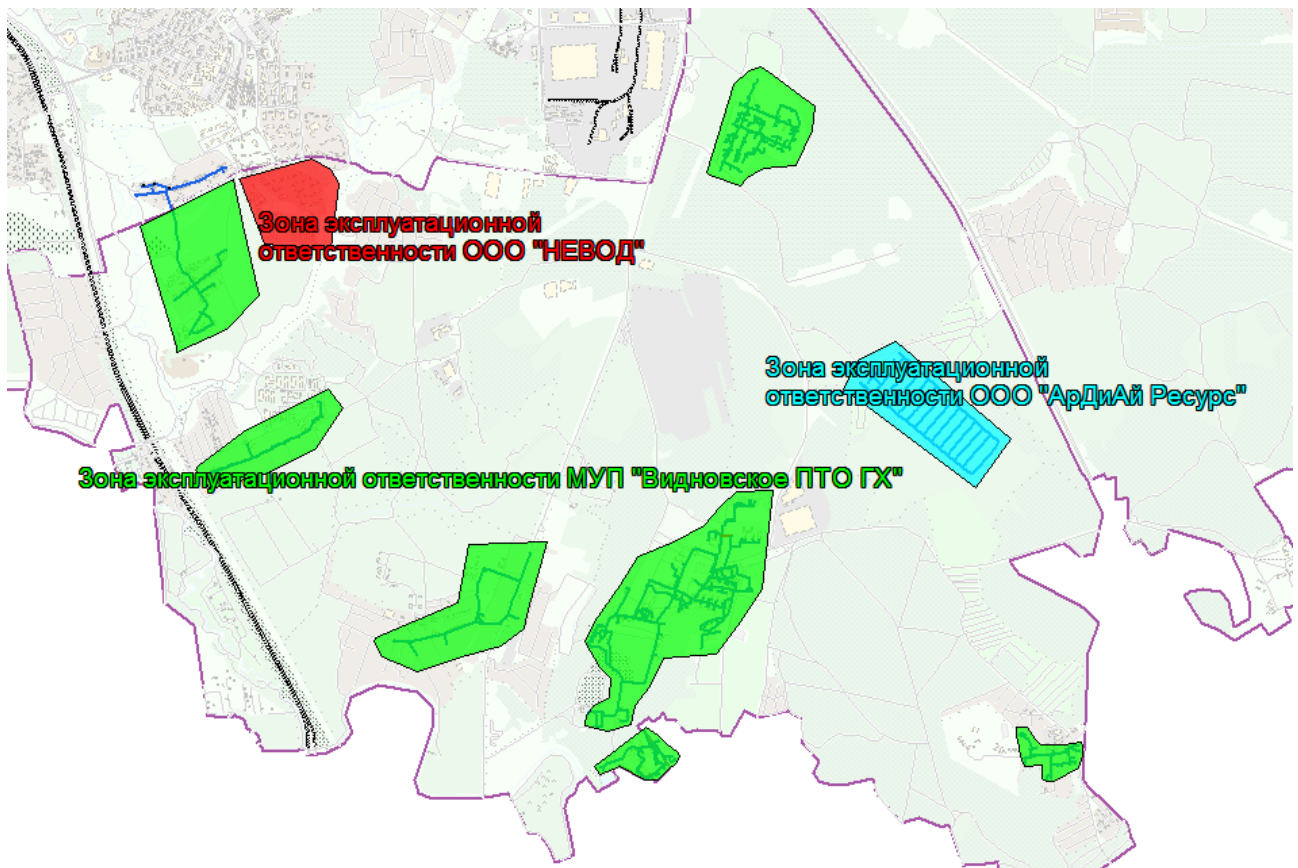 Зона эксплуатационной
ответственности ООО "НЕВОД"
Зона эксплуатационной
ответственности ООО "АрДиАй Ресурс"
Зона эксплуатационной ответственности МУП "Видновское ПТО ГХ"